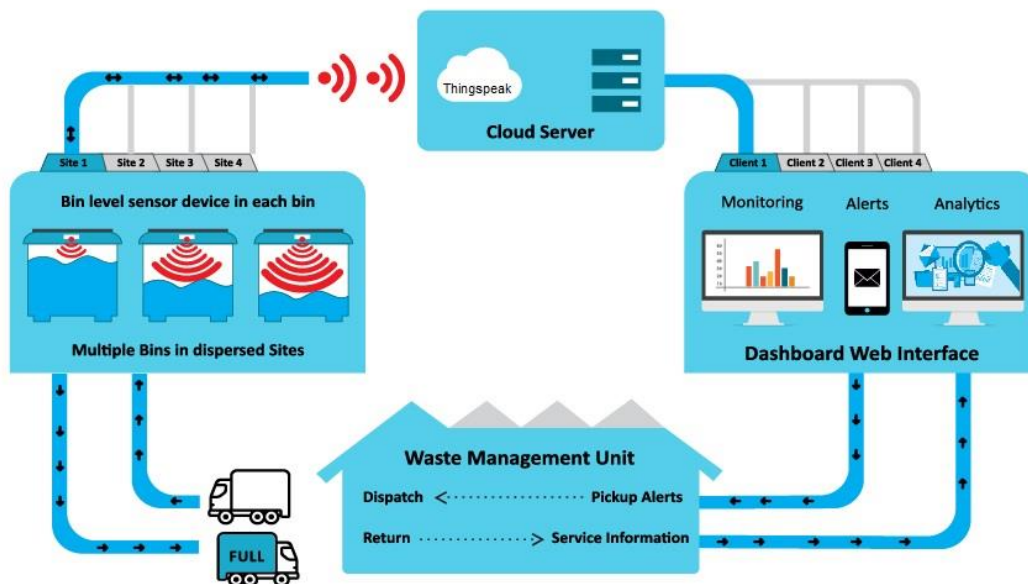 Thingspeak
Cloud Server
Site 1 Site 2 Site 3 Site 4
Bin level sensor device in each bin
Multiple Bins in dispersed Sites
Client 1 Client 2 Client 3 Client 4
Monitoring Alerts Analytics
Dashboard Web Interface
Waste Management Unit
Dispatch Pickup Alerts
Return Service Information
FULL